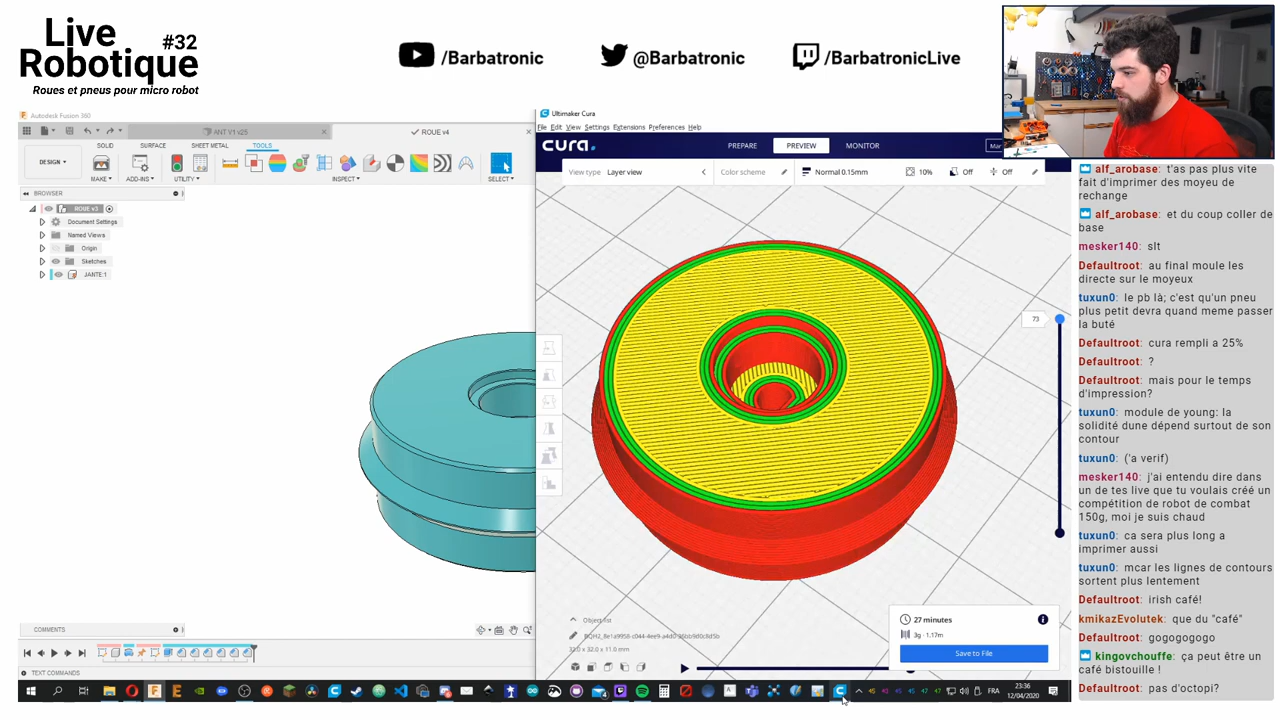 Live
Robotique #32
Roues et pneus pour micro robot
/Barbatronic
@Barbatronic
/BarbatronicLive
Autodesk Fusion 360
ANT V1 v25
ROUE v4
SOLID
SURFACE
SHEET METAL
TOOLS
DESIGN
MAKE
ADD-INS
UTILITY
INSPECT
SELECT
BROWSER
ROUE v3
Document Settings
Named Views
Origin
Sketches
JANTE:1
COMMENTS
TEXT COMMANDS
Ultimaker Cura
File Edit View Settings Extensions Preferences Help
cura.
PREPARE
PREVIEW
MONITOR
Mar
View type Layer view
Color scheme
Normal 0.15mm
10%
Off
Off
73
Object list
32.0 x 32.0 x 11.0 mm
27 minutes
3g · 1.17m
Save to File
FRA
23:36
12/04/2020
alf_arobase: t'as pas plus vite
fait d'imprimer des moyeu de
rechange
alf_arobase: et du coup coller de
base
mesker140: slt
Defaultroot: au final moule les
directe sur le moyeux
tuxun0: le pb là; c'est qu'un pneu
plus petit devra quand meme passer
la buté
Defaultroot: cura rempli a 25%
Defaultroot: ?
Defaultroot: mais pour le temps
d'impression?
tuxun0: module de young: la
solidité dune dépend surtout de son
contour
tuxun0: ('a verif)
mesker140: j'ai entendu dire dans
un de tes live que tu voulais créé un
compétition de robot de combat
150g, moi je suis chaud
tuxun0: ca sera plus long a
imprimer aussi
tuxun0: mcar les lignes de contours
sortent plus lentement
Defaultroot: irish café!
kmikazEvolutek: que du "café"
Defaultroot: gogogogogo
kingovchouffe: ça peut être un
café bistouille !
Defaultroot: pas d'octopi?